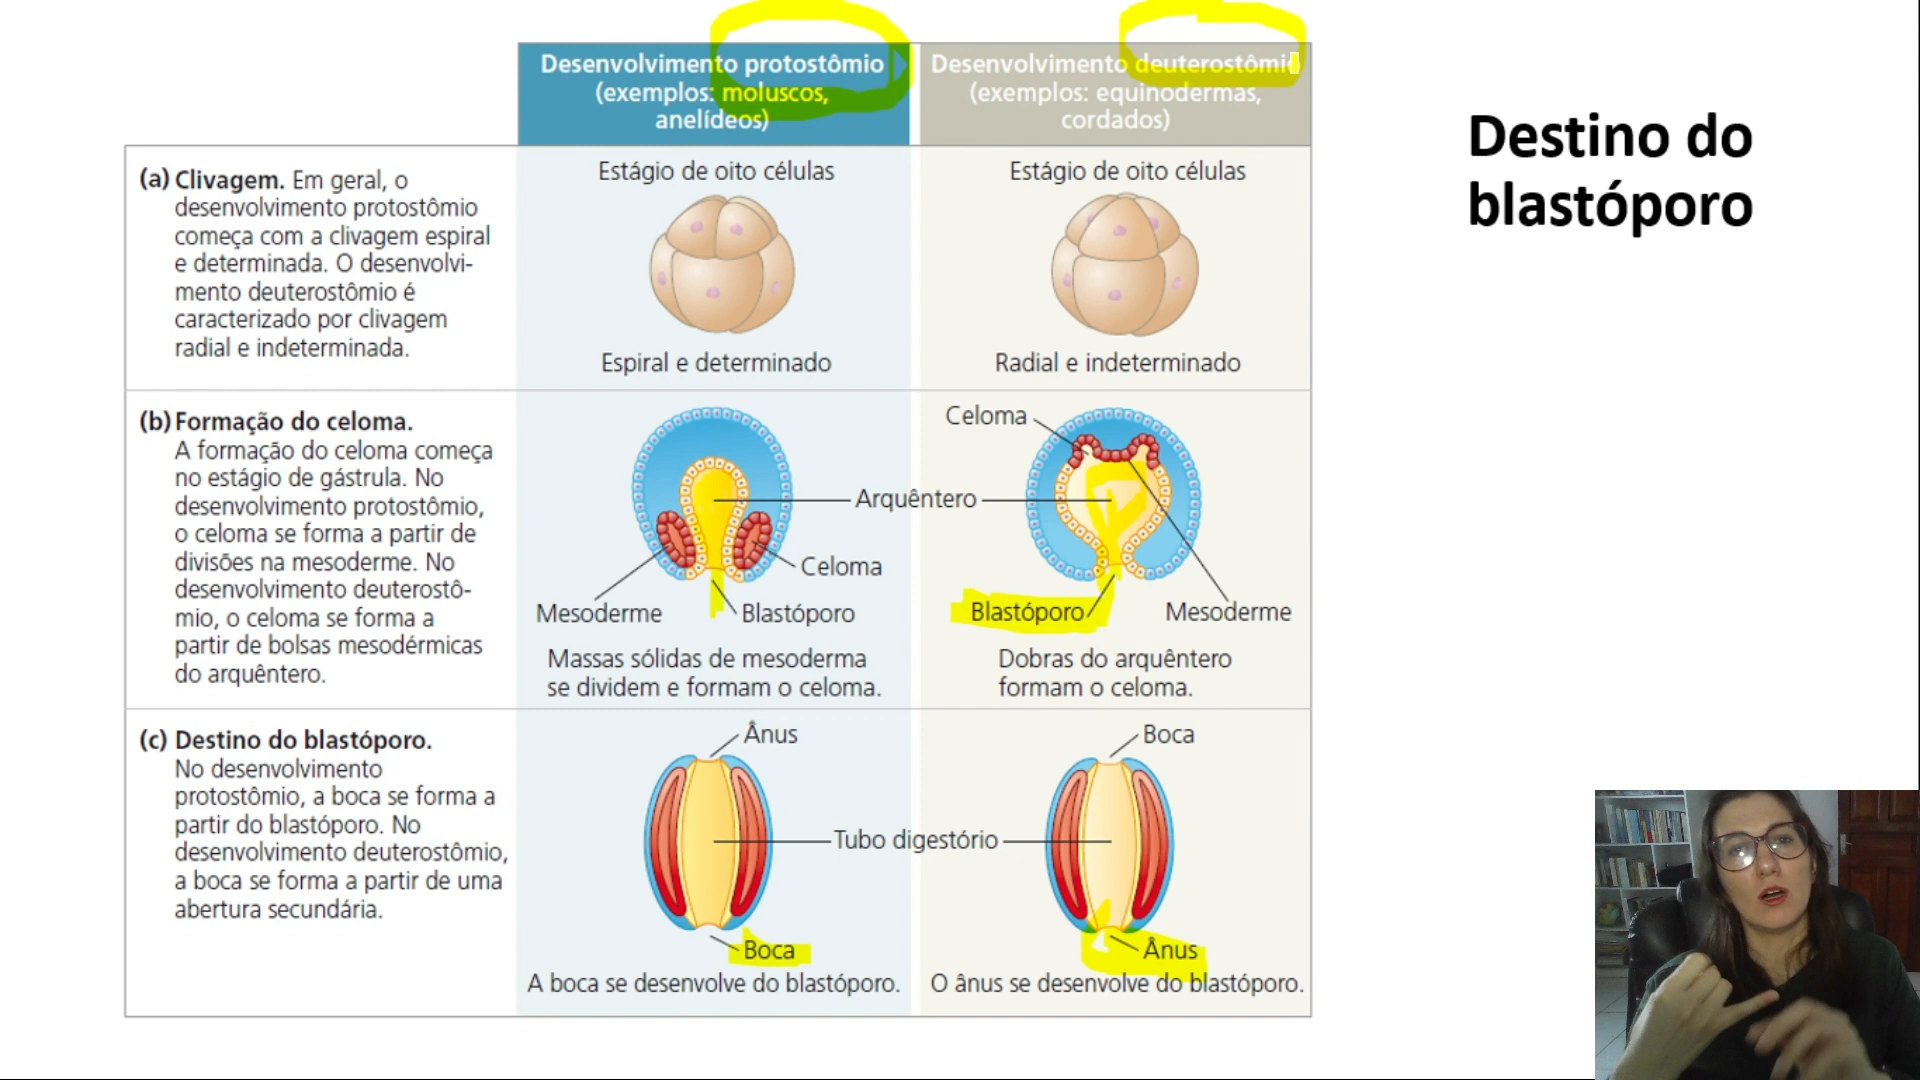 Desenvolvimento protostômio
(exemplos: moluscos,
anelídeos)
Desenvolvimento deuterostômio
(exemplos: equinodermas,
cordados)
Destino do
blastóporo
(a) Clivagem. Em geral, o
desenvolvimento protostômio
começa com a clivagem espiral
e determinada. O desenvolvi-
mento deuterostômio é
caracterizado por clivagem
radial e indeterminada.
Estágio de oito células
Espiral e determinado
Estágio de oito células
Radial e indeterminado
(b) Formação do celoma.
A formação do celoma começa
no estágio de gástrula. No
desenvolvimento protostômio,
o celoma se forma a partir de
divisões na mesoderme. No
desenvolvimento deuterostô-
mio, o celoma se forma a
partir de bolsas mesodérmicas
do arquêntero.
Celoma
Arquêntero
Celoma
Mesoderme
Blastóporo
Blastóporo
Mesoderme
Massas sólidas de mesoderma
se dividem e formam o celoma.
Dobras do arquêntero
formam o celoma.
(c) Destino do blastóporo.
No desenvolvimento
protostômio, a boca se forma a
partir do blastóporo. No
desenvolvimento deuterostômio,
a boca se forma a partir de uma
abertura secundária.
Ânus
Boca
Tubo digestório
Boca
Ânus
A boca se desenvolve do blastóporo.
O ânus se desenvolve do blastóporo.